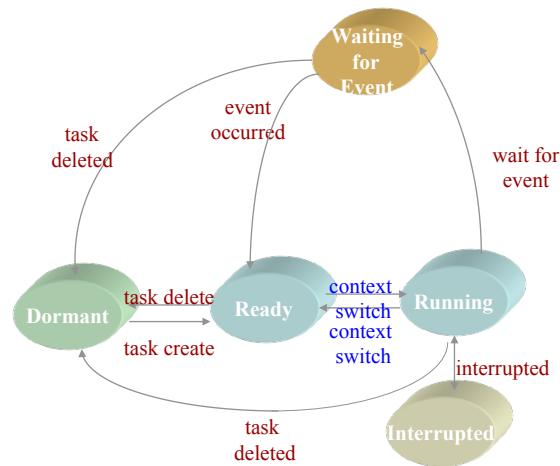 Waiting
for
Event
event
occurred
task
deleted
wait for
event
Dormant
task delete
task create
Ready
context
switch
context
switch
Running
interrupted
Interrupted
task
deleted